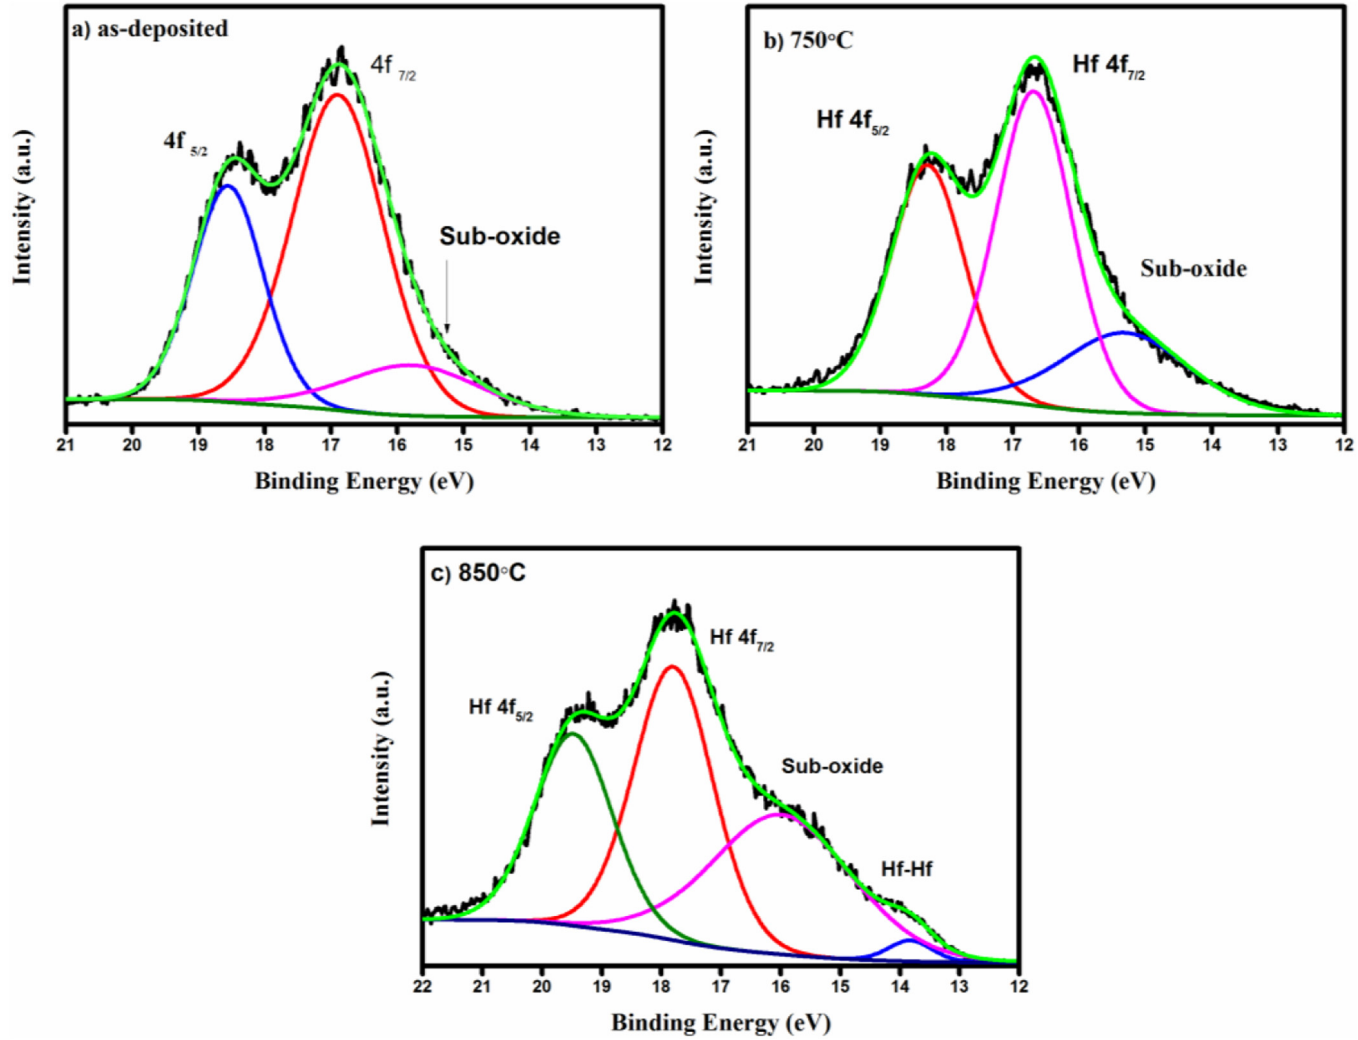 a) as-deposited
4f 7/2
4f 5/2
Sub-oxide
Intensity (a.u.)
21 20 19 18 17 16 15 14 13 12
Binding Energy (eV)
b) 750°C
Hf 4f7/2
Hf 4f5/2
Sub-oxide
Intensity (a.u.)
21 20 19 18 17 16 15 14 13 12
Binding Energy (eV)
c) 850°C
Hf 4f7/2
Hf 4f5/2
Sub-oxide
Hf-Hf
Intensity (a.u.)
22 21 20 19 18 17 16 15 14 13 12
Binding Energy (eV)